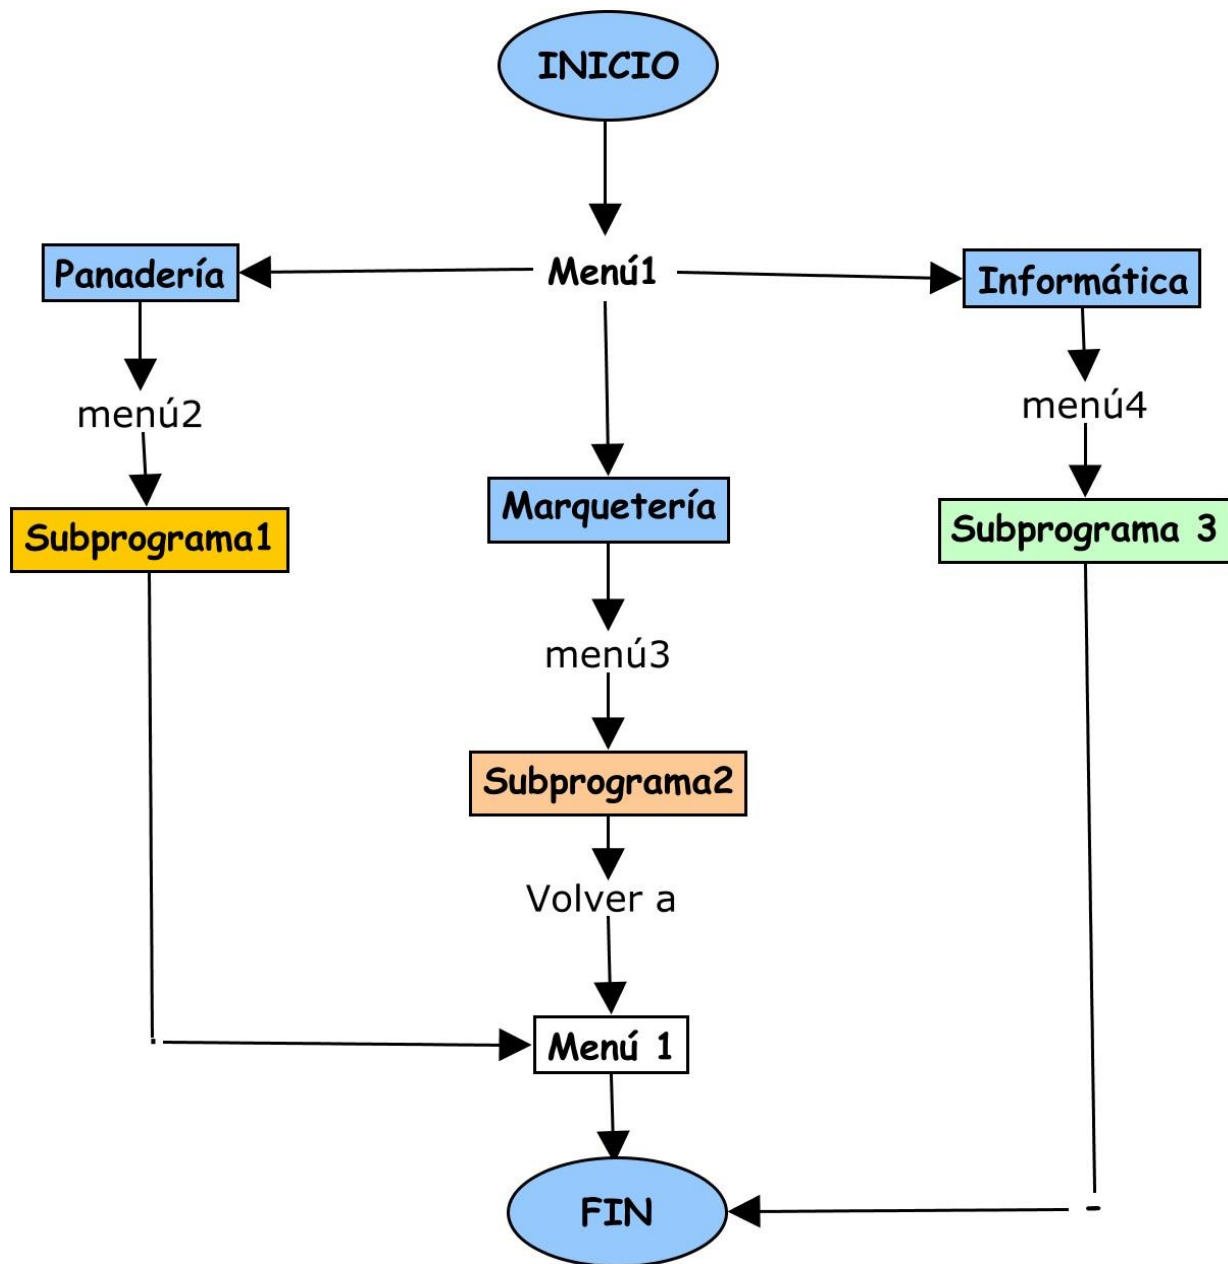 INICIO
Panadería
Menú1
Informática
menú2
menú4
Marquetería
Subprograma1
Subprograma 3
menú3
Subprograma2
Volver a
Menú 1
FIN